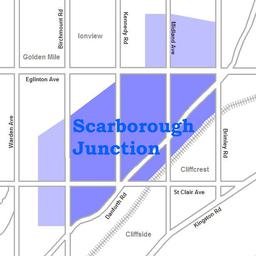 Birchmount Rd
Kennedy Rd
Midland Ave
Ionview
Golden Mile
Eglinton Ave
Warden Ave
Scarborough
Junction
Brimley Rd
Cliffcrest
St Clair Ave
Danforth Rd
Kingston Rd
Cliffside